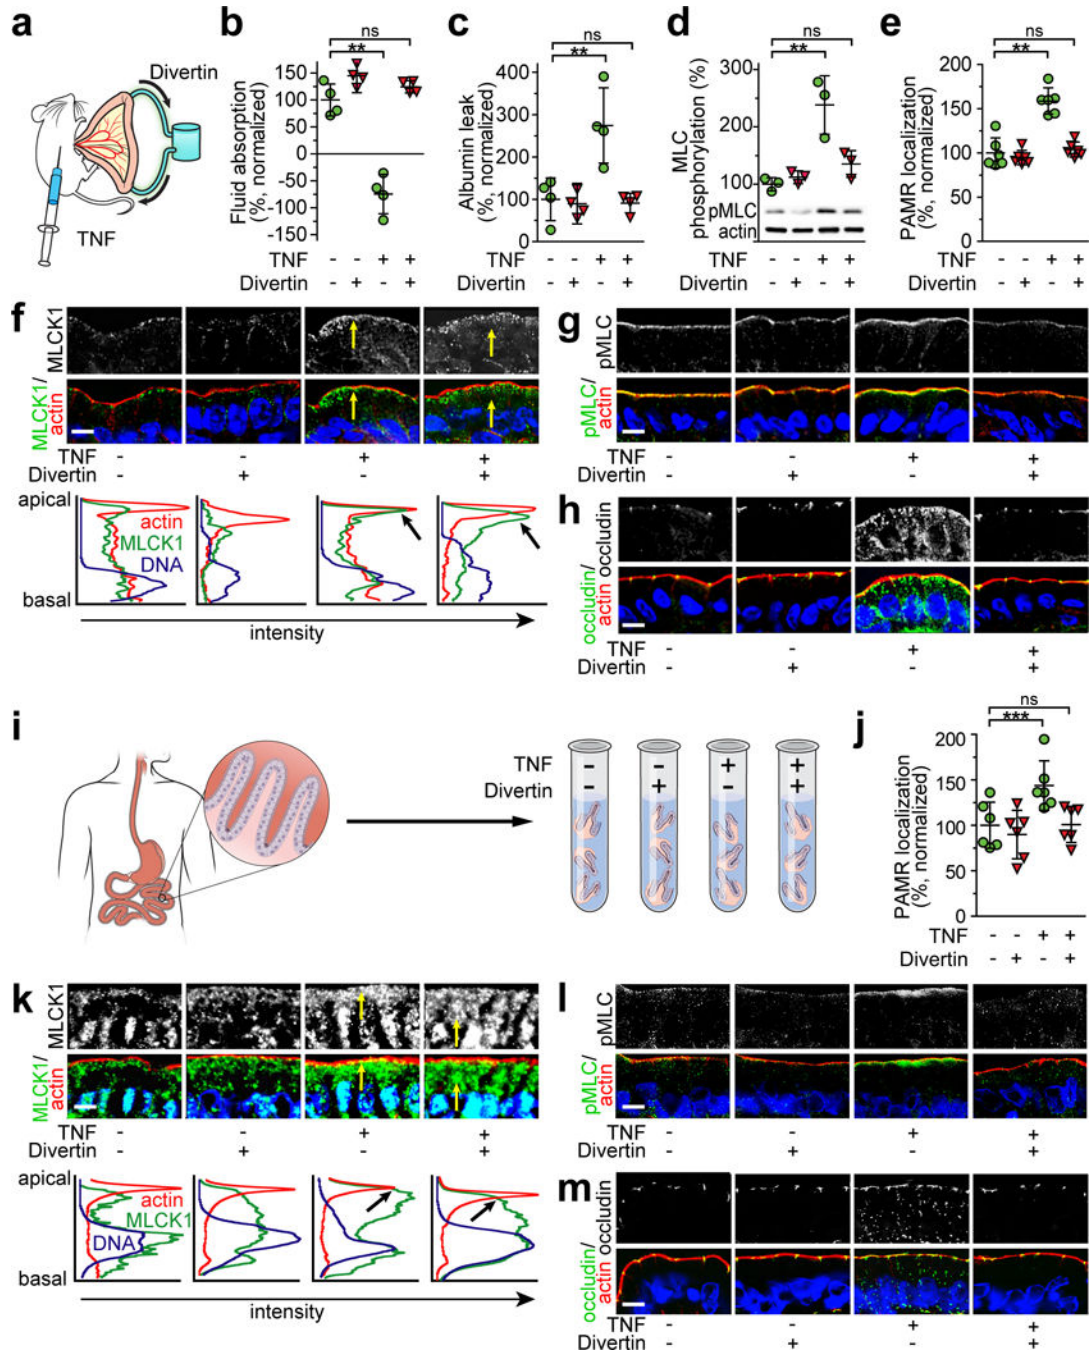 a
Divertin
TNF
b
ns
**
Fluid absorption
(%, normalized)
150
100
50
0
-50
-100
-150
TNF - - + +
Divertin - + - +
c
ns
**
Albumin leak
(%, normalized)
400
300
200
100
0
- - + +
- + - +
d
ns
**
MLC
phosphorylation (%)
300
200
100
pMLC
actin
TNF - - + +
Divertin - + - +
e
ns
**
PAMR localization
(%, normalized)
200
150
100
50
0
- - + +
- + - +
f
MLCK1
MLCK1/
actin
TNF - - + +
Divertin - + - +
apical
actin
MLCK1
DNA
basal
intensity
g
pMLC
pMLC/
actin
TNF - - + +
Divertin - + - +
h
occludin
occludin/
actin
TNF - - + +
Divertin - + - +
i
TNF - - + +
Divertin - + - +
j
ns
***
PAMR localization
(%, normalized)
200
150
100
50
0
TNF - - + +
Divertin - + - +
k
MLCK1
MLCK1/
actin
TNF - - + +
Divertin - + - +
apical
actin
MLCK1
DNA
basal
intensity
l
pMLC
pMLC/
actin
TNF - - + +
Divertin - + - +
m
occludin
occludin/
actin
TNF - - + +
Divertin - + - +